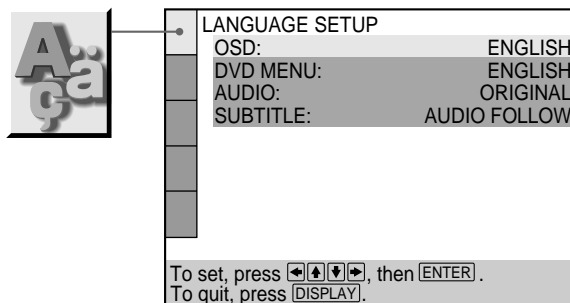 Aäç
LANGUAGE SETUP
OSD: ENGLISH
DVD MENU: ENGLISH
AUDIO: ORIGINAL
SUBTITLE: AUDIO FOLLOW
To set, press ←↑↓→, then ENTER.
To quit, press DISPLAY.